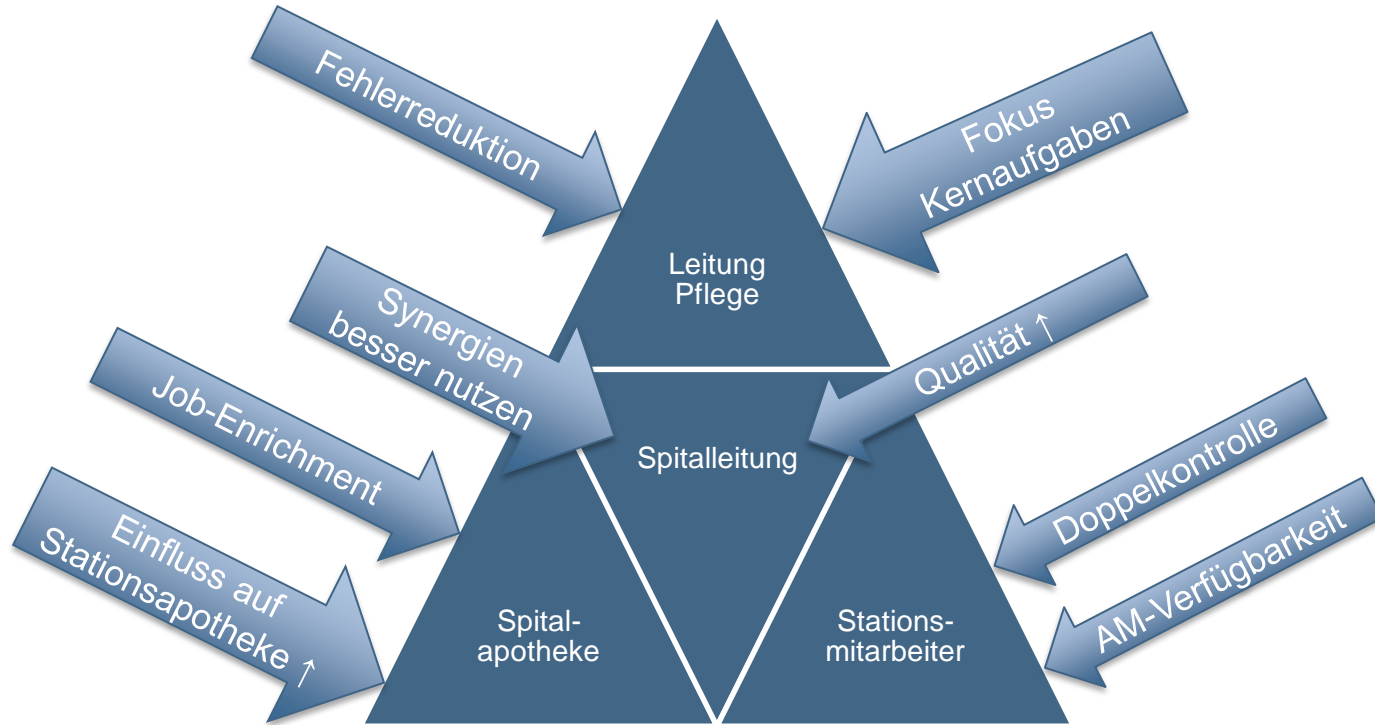 Fehlerreduktion
Fokus
Kernaufgaben
Leitung
Pflege
Synergien
besser nutzen
Qualität ↑
Job-Enrichment
Spitalleitung
Doppelkontrolle
Einfluss auf
Stationsapotheke ↑
AM-Verfügbarkeit
Spital-
apotheke
Stations-
mitarbeiter